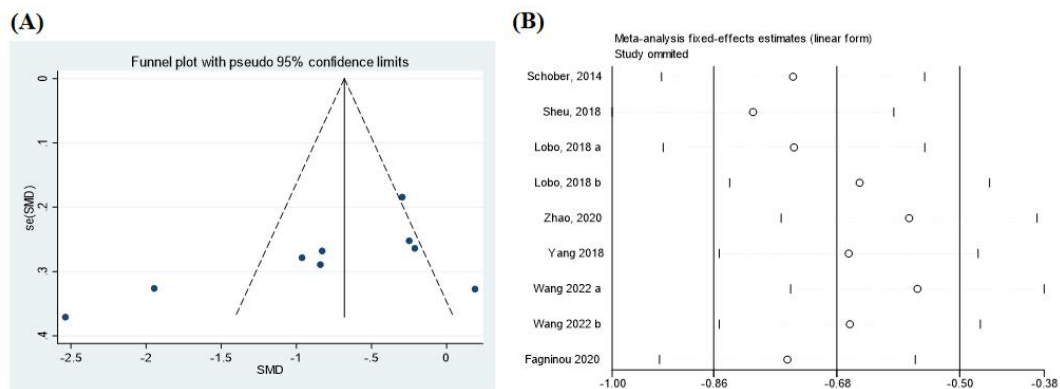 (A)
Funnel plot with pseudo 95% confidence limits
se(SMD)
0
.1
.2
.3
.4
-2.5
-2
-1
-.5
0
SMD
(B)
Meta-analysis fixed-effects estimates (linear form)
Study ommited
Schober, 2014
Sheu, 2018
Lobo, 2018 a
Lobo, 2018 b
Zhao, 2020
Yang 2018
Wang 2022 a
Wang 2022 b
Fagninou 2020
-1.00
-0.86
-0.68
-0.50
-0.38